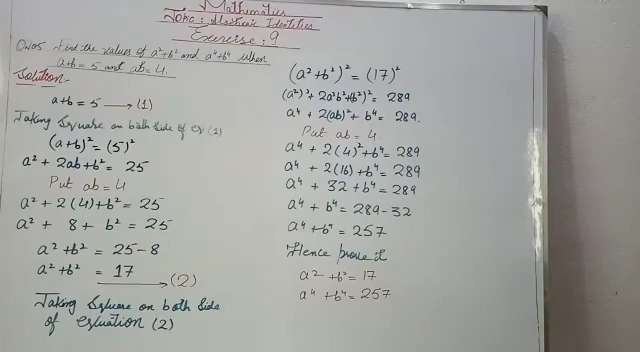 Mathematics
Topic: Algebraic Identities
Exercise: 9
QNo5 Find the values of a²+b² and a⁴+b⁴ when
a+b=5 and ab=4.
Solution:-
a+b=5 → (1)
Taking Square on both side of eq (1)
(a+b)² = (5)²
a² + 2ab + b² = 25
Put ab=4
a² + 2(4) + b² = 25
a² + 8 + b² = 25
a² + b² = 25-8
a² + b² = 17
→ (2)
Taking Square on both side
of equation (2)
(a²+b²)² = (17)²
(a²)²+2a²b²+(b²)² = 289
a⁴ + 2(ab)² + b⁴ = 289.
Put ab=4
a⁴ + 2(4)² + b⁴ = 289
a⁴ + 2(16) + b⁴ = 289
a⁴ + 32 + b⁴ = 289
a⁴ + b⁴ = 289-32
a⁴ + b⁴ = 257
Hence prove it
a² + b² = 17
a⁴ + b⁴ = 257